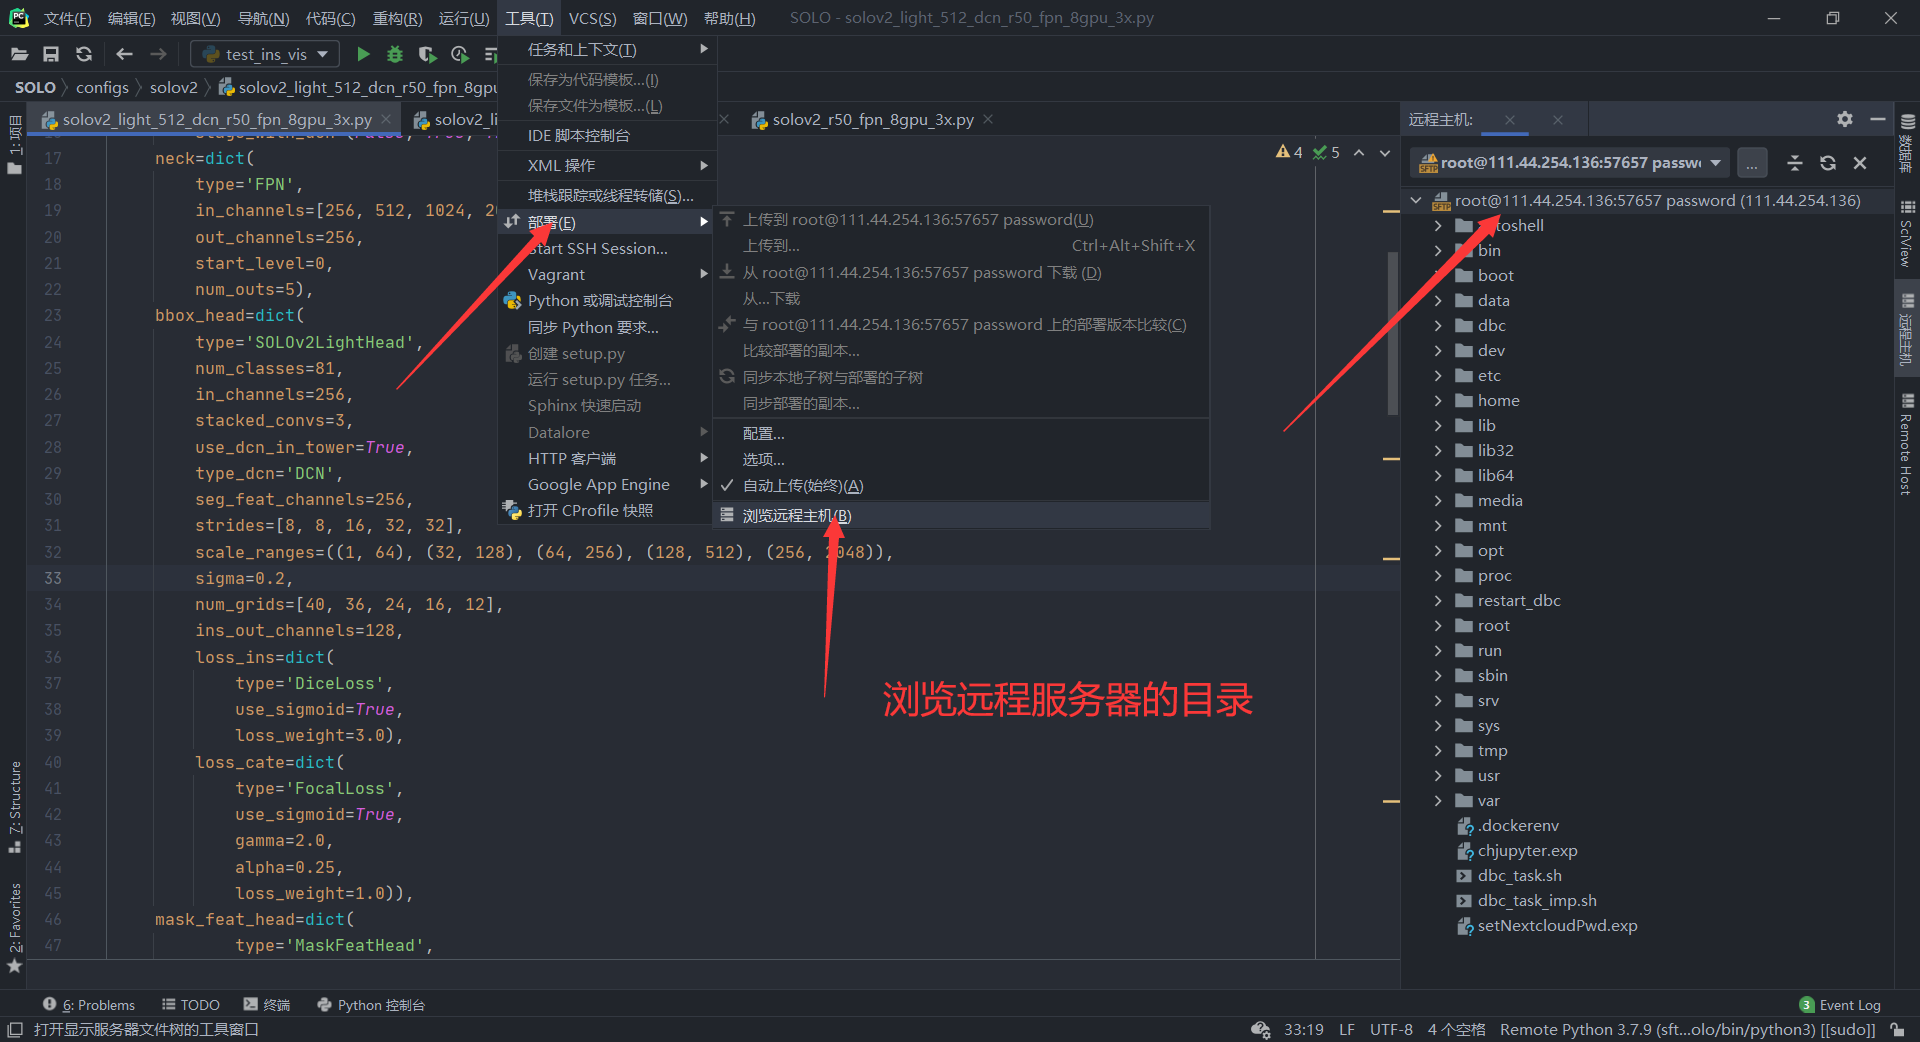 文件(F) 编辑(E) 视图(V) 导航(N) 代码(C) 重构(R) 运行(U) 工具(T) VCS(S) 窗口(W) 帮助(H) SOLO - solov2_light_512_dcn_r50_fpn_8gpu_3x.py
test_ins_vis
SOLO configs solov2 solov2_light_512_dcn_r50_fpn_8gpu
solov2_light_512_dcn_r50_fpn_8gpu_3x.py solov2_li solov2_r50_fpn_8gpu_3x.py
4 5
17 neck=dict(
18 type='FPN',
19 in_channels=[256, 512, 1024, 2
20 out_channels=256,
21 start_level=0,
22 num_outs=5),
23 bbox_head=dict(
24 type='SOLOv2LightHead',
25 num_classes=81,
26 in_channels=256,
27 stacked_convs=3,
28 use_dcn_in_tower=True,
29 type_dcn='DCN',
30 seg_feat_channels=256,
31 strides=[8, 8, 16, 32, 32],
32 scale_ranges=((1, 64), (32, 128), (64, 256), (128, 512), (256, 2048)),
33 sigma=0.2,
34 num_grids=[40, 36, 24, 16, 12],
35 ins_out_channels=128,
36 loss_ins=dict(
37 type='DiceLoss',
38 use_sigmoid=True,
39 loss_weight=3.0),
40 loss_cate=dict(
41 type='FocalLoss',
42 use_sigmoid=True,
43 gamma=2.0,
44 alpha=0.25,
45 loss_weight=1.0)),
46 mask_feat_head=dict(
47 type='MaskFeatHead',
任务和上下文(T)
保存为代码模板...(I)
保存文件为模板...(L)
IDE 脚本控制台
XML 操作
堆栈跟踪或线程转储(S)...
部署(E)
Start SSH Session...
Vagrant
Python 或调试控制台
同步 Python 要求...
创建 setup.py
运行 setup.py 任务...
Sphinx 快速启动
Datalore
HTTP 客户端
Google App Engine
打开 CProfile 快照
上传到 root@111.44.254.136:57657 password(U)
上传到... Ctrl+Alt+Shift+X
从 root@111.44.254.136:57657 password 下载 (D)
从...下载
与 root@111.44.254.136:57657 password 上的部署版本比较(C)
比较部署的副本...
同步本地子树与部署的子树
同步部署的副本...
配置...
选项...
自动上传(始终)(A)
浏览远程主机(B)
浏览远程服务器的目录
远程主机:
root@111.44.254.136:57657 passw
...
root@111.44.254.136:57657 password (111.44.254.136)
toshell
bin
boot
data
dbc
dev
etc
home
lib
lib32
lib64
media
mnt
opt
proc
restart_dbc
root
run
sbin
srv
sys
tmp
usr
var
.dockerenv
chjupyter.exp
dbc_task.sh
dbc_task_imp.sh
setNextcloudPwd.exp
1: 项目
7: Structure
2: Favorites
数据库
SciView
远程主机
Remote Host
6: Problems TODO 终端 Python 控制台 3 Event Log
打开显示服务器文件树的工具窗口 33:19 LF UTF-8 4 个空格 Remote Python 3.7.9 (sft...olo/bin/python3) [[sudo]]